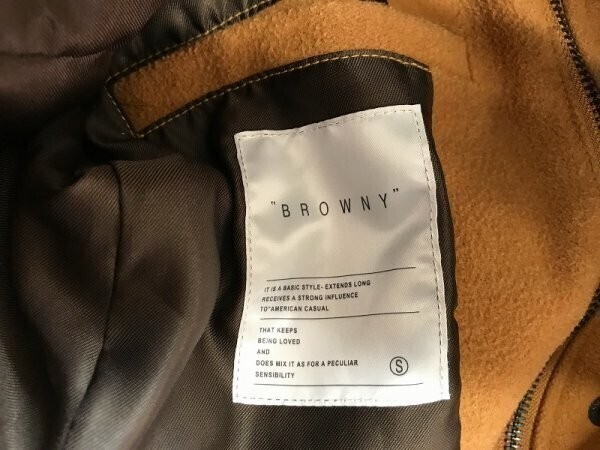 "BROWNY"
IT IS A BASIC STYLE- EXTENDS LONG
RECEIVES A STRONG INFLUENCE
TO"AMERICAN CASUAL
THAT KEEPS
BEING LOVED
AND
DOES MIX IT AS FOR A PECULIAR
SENSIBILITY
S